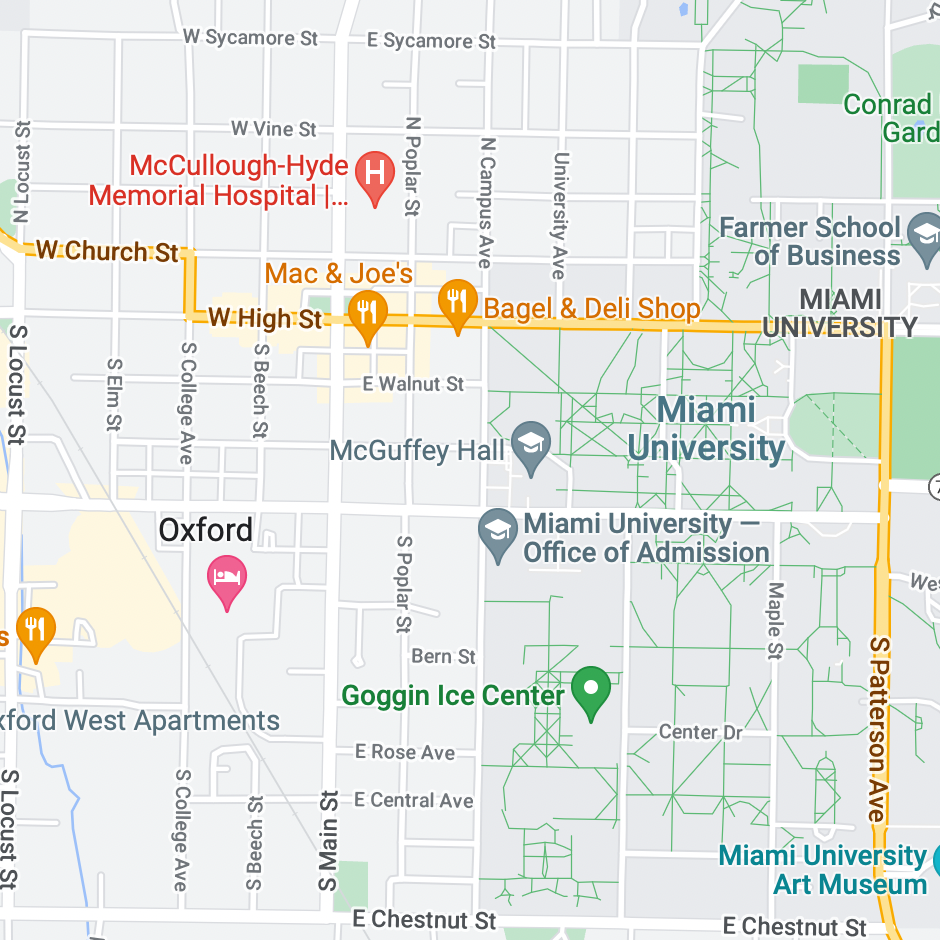 W Sycamore St
E Sycamore St
Conrad
Gard
W Vine St
N Locust St
N Poplar St
N Campus Ave
University Ave
McCullough-Hyde
Memorial Hospital |...
H
Farmer School
of Business
W Church St
Mac & Joe's
Bagel & Deli Shop
MIAMI
UNIVERSITY
W High St
S Locust St
S Elm St
S College Ave
S Beech St
E Walnut St
Miami
University
McGuffey Hall
7
Oxford
Miami University —
Office of Admission
S Poplar St
Maple St
Wes
s
Bern St
S Patterson Ave
Goggin Ice Center
xford West Apartments
Center Dr
E Rose Ave
S Locust St
S College Ave
S Beech St
S Main St
E Central Ave
Miami University
Art Museum
E Chestnut St
E Chestnut St